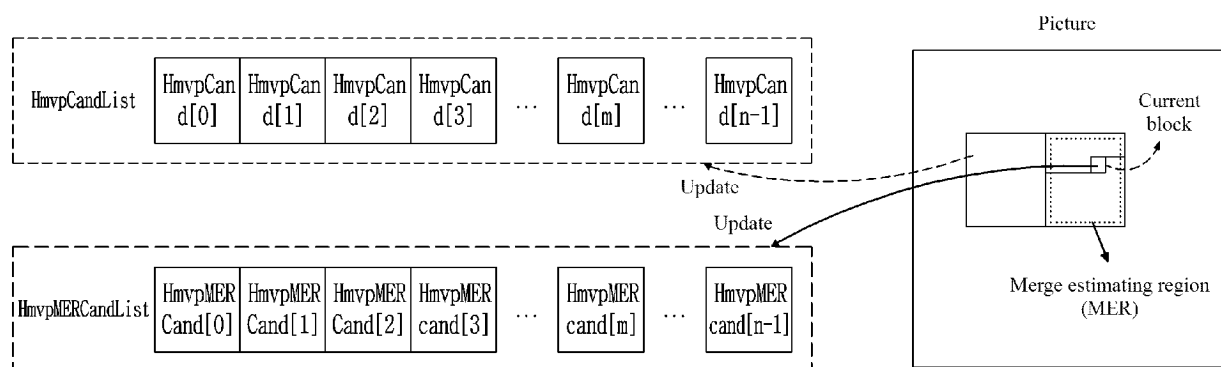 Picture
HmvpCandList
HmvpCan
d[0]
HmvpCan
d[1]
HmvpCan
d[2]
HmvpCan
d[3]
...
HmvpCan
d[m]
...
HmvpCan
d[n-1]
Current
block
Update
Update
HmvpMERCandList
HmvpMER
Cand[0]
HmvpMER
Cand[1]
HmvpMER
Cand[2]
HmvpMER
cand[3]
...
HmvpMER
cand[m]
...
HmvpMER
cand[n-1]
Merge estimating region
(MER)